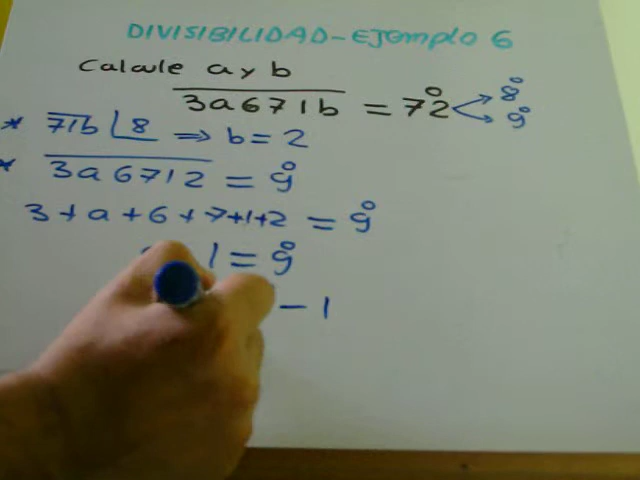 DIVISIBILIDAD-EJEMPLO 6
Calcule a y b
3a671b = 72 8
9
* 71b 8 ⇒ b = 2
* 3a6712 = 9
3+a+6+7+1+2 = 9
1 = 9
- 1